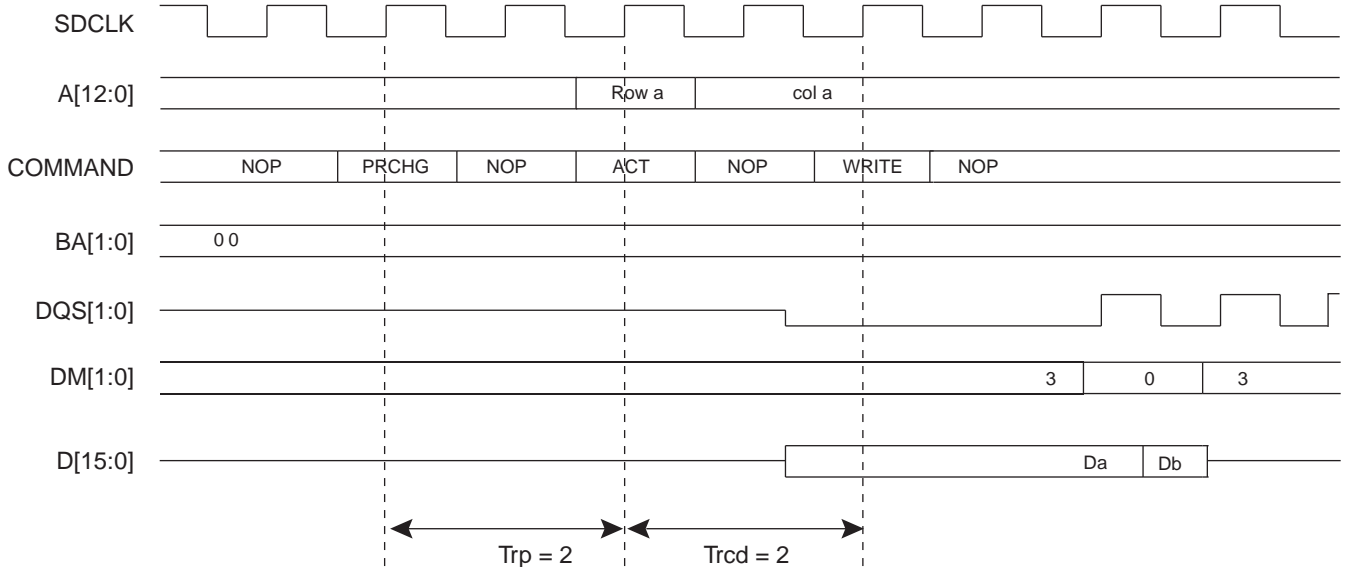 SDCLK
A[12:0] Row a col a
COMMAND NOP PRCHG NOP ACT NOP WRITE NOP
BA[1:0] 0 0
DQS[1:0]
DM[1:0] 3 0 3
D[15:0] Da Db
Trp = 2 Trcd = 2